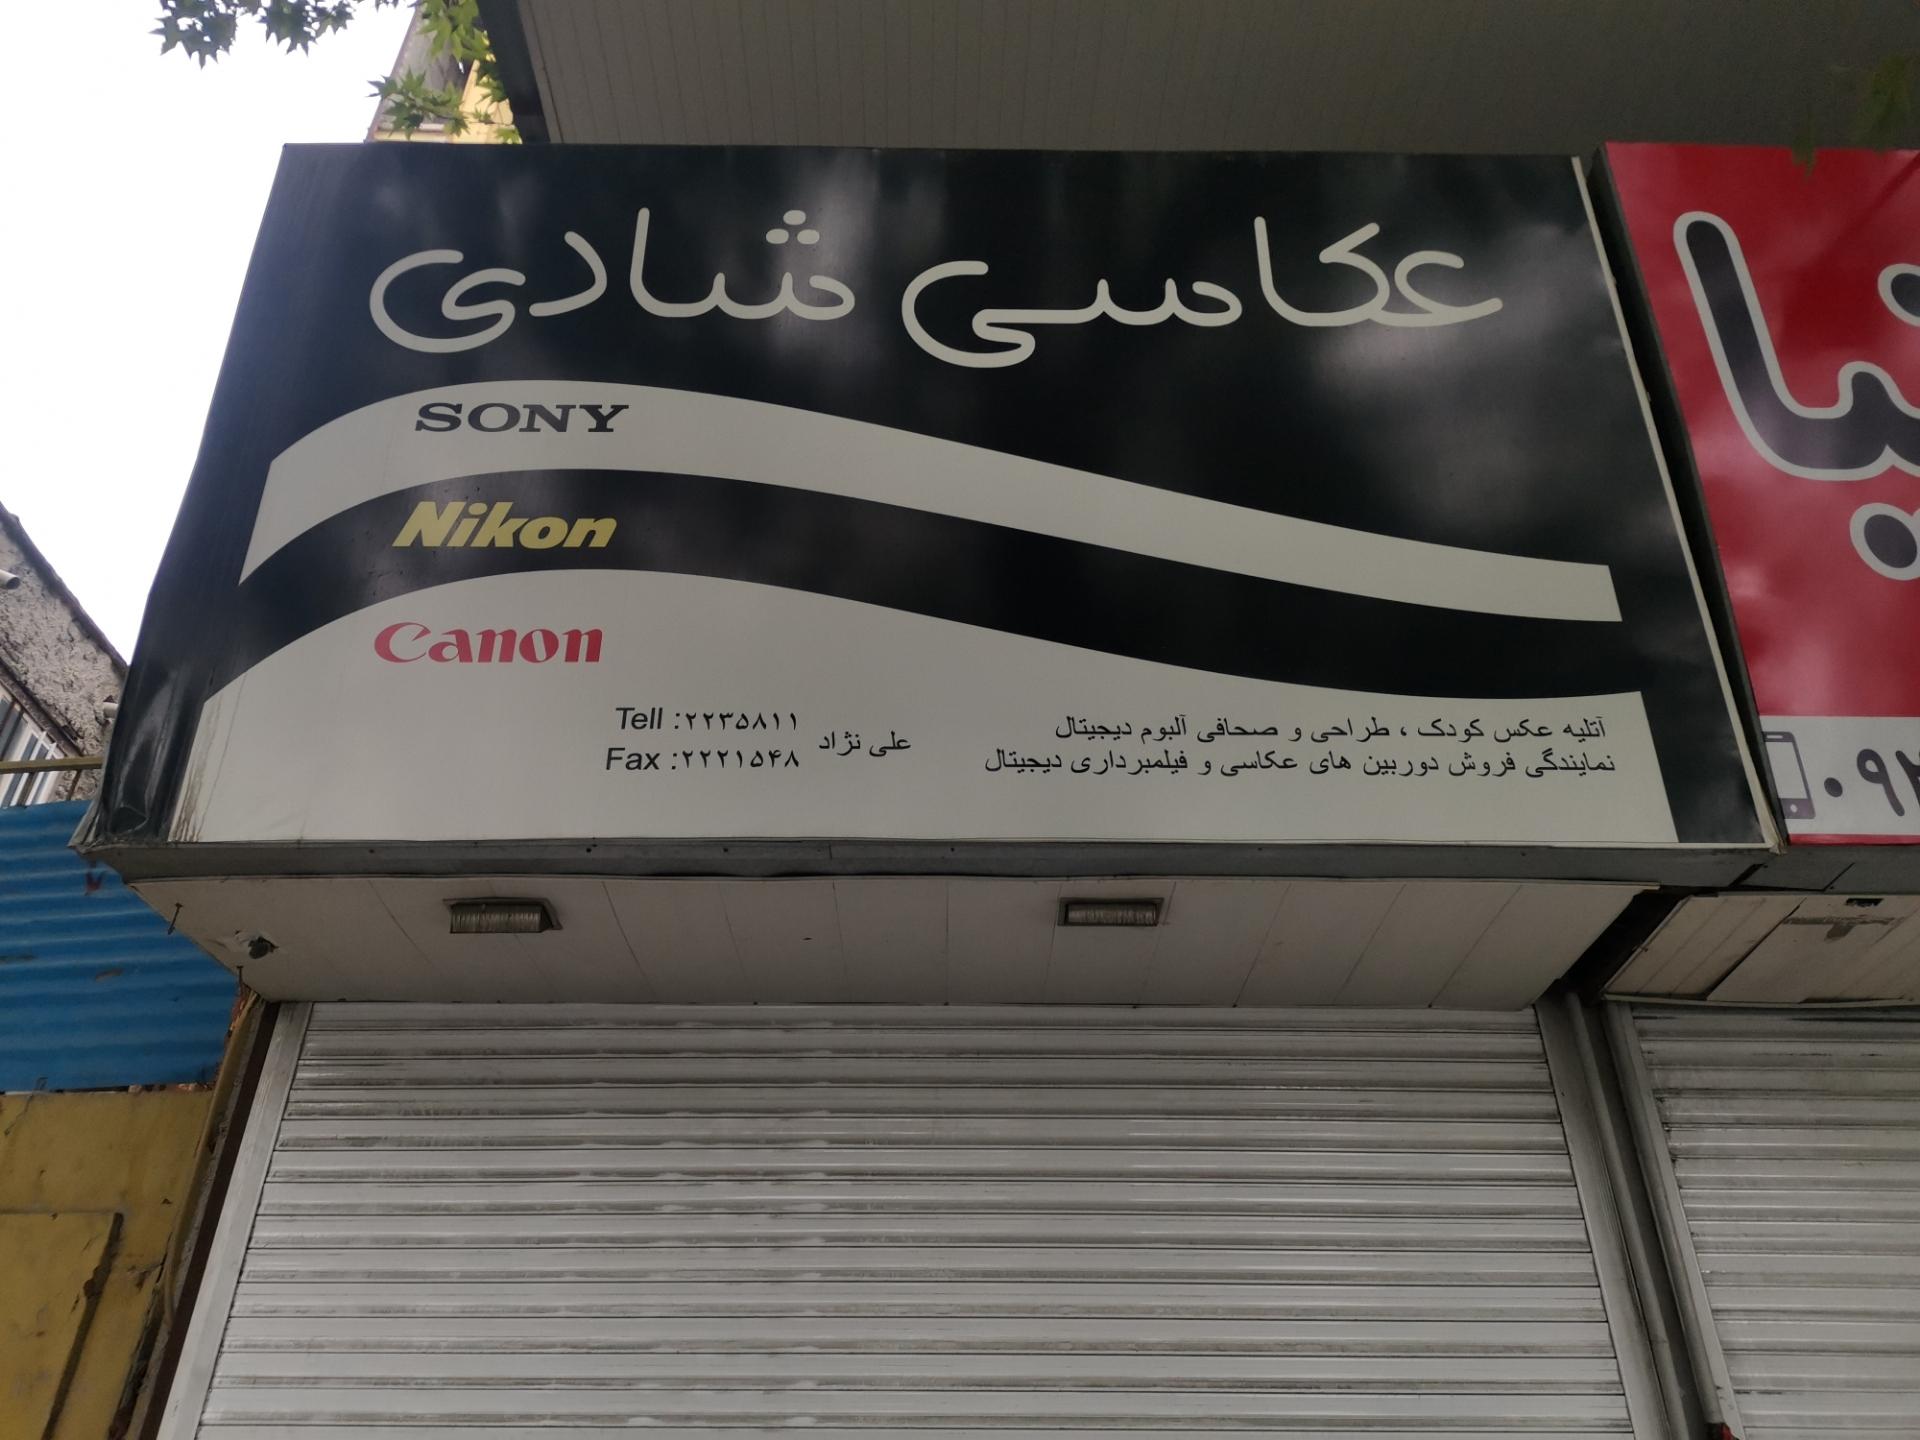 عکاسی شادی
SONY
Nikon
Canon
آتلیه عکس کودک ، طراحی و صحافی آلبوم دیجیتال
نمایندگی فروش دوربین های عکاسی و فیلمبرداری دیجیتال
علی نژاد
Tell :۲۲۳۵۸۱۱
Fax :۲۲۲۱۵۴۸